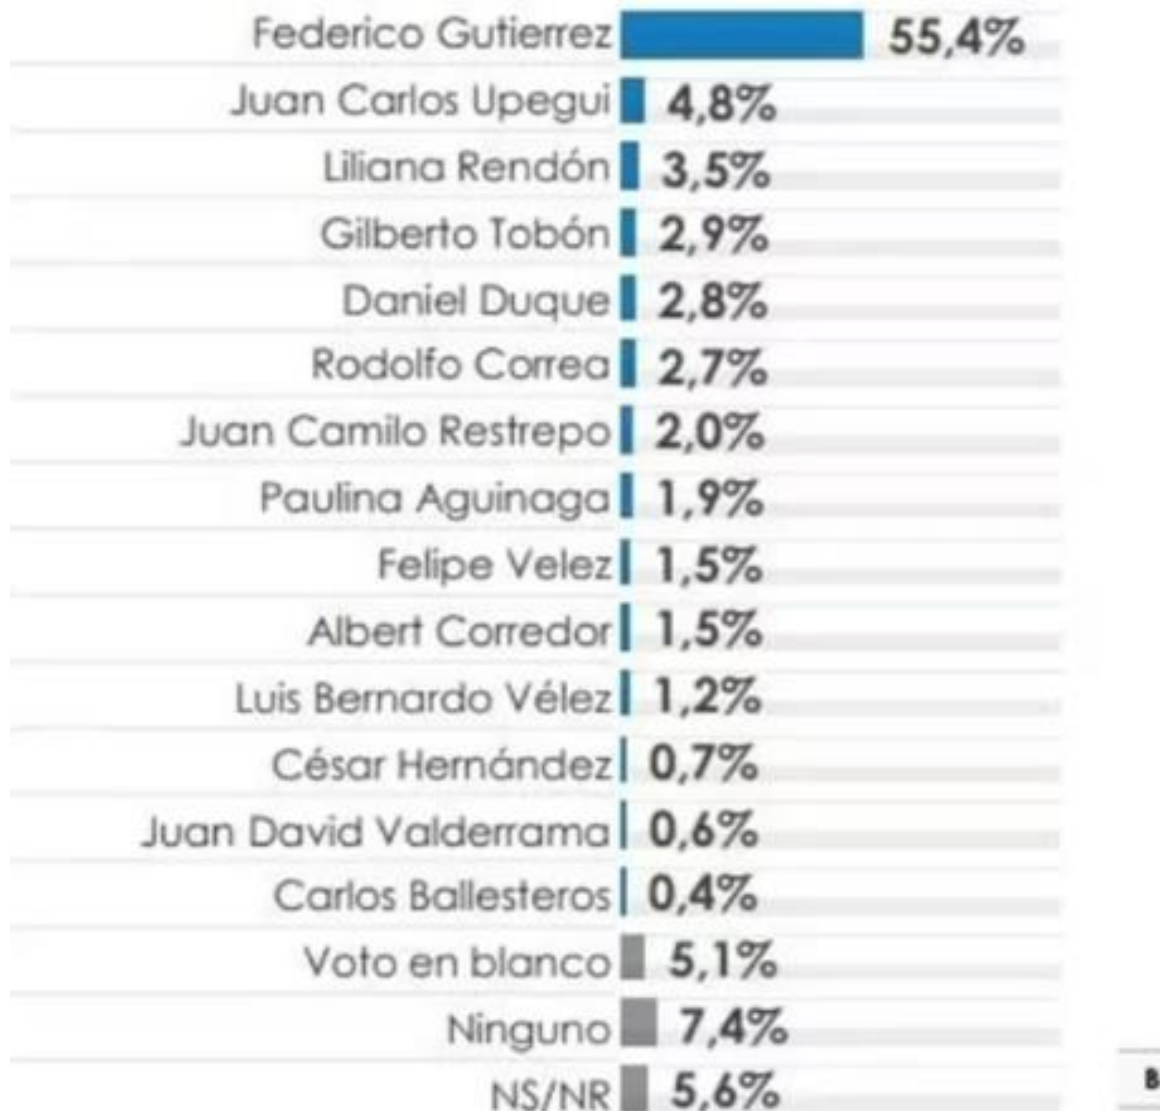 Federico Gutierrez 55,4%
Juan Carlos Upegui 4,8%
Liliana Rendón 3,5%
Gilberto Tobón 2,9%
Daniel Duque 2,8%
Rodolfo Correa 2,7%
Juan Camilo Restrepo 2,0%
Paulina Aguinaga 1,9%
Felipe Velez 1,5%
Albert Corredor 1,5%
Luis Bernardo Vélez 1,2%
César Hernández 0,7%
Juan David Valderrama 0,6%
Carlos Ballesteros 0,4%
Voto en blanco 5,1%
Ninguno 7,4%
NS/NR 5,6%